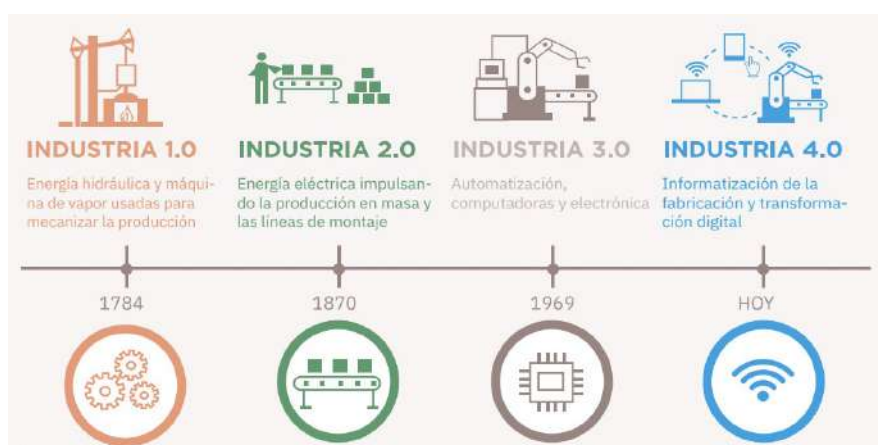 INDUSTRIA 1.0
Energía hidráulica y máqui-
na de vapor usadas para
mecanizar la producción
1784
INDUSTRIA 2.0
Energía eléctrica impulsan-
do la producción en masa y
las líneas de montaje
1870
INDUSTRIA 3.0
Automatización,
computadoras y electrónica
1969
INDUSTRIA 4.0
Informatización de la
fabricación y transforma-
ción digital
HOY